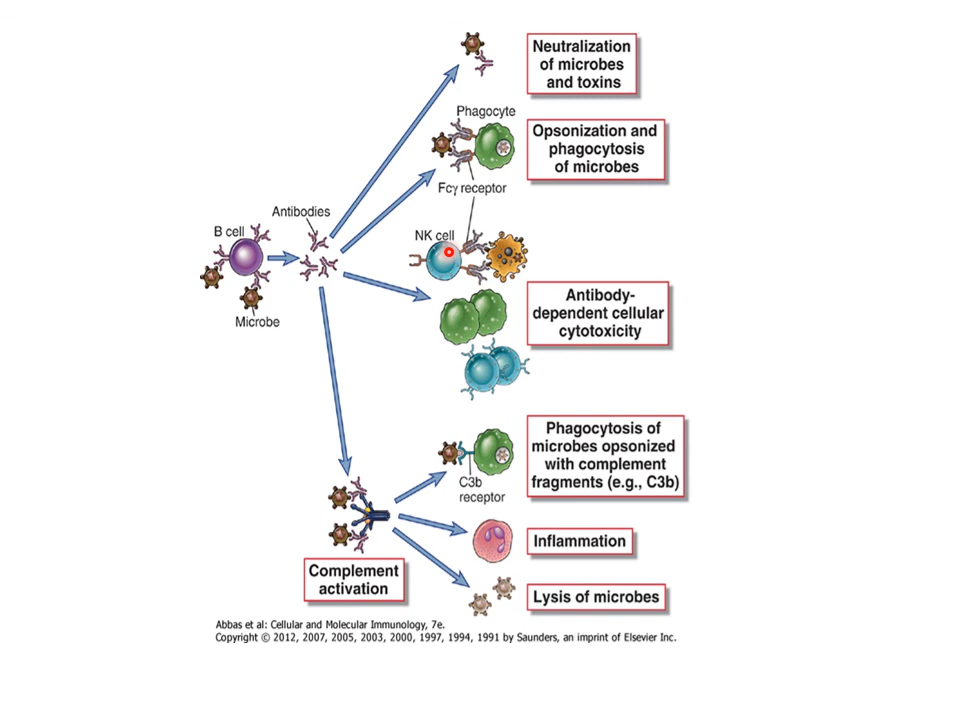 Neutralization
of microbes
and toxins
Phagocyte
Opsonization and
phagocytosis
of microbes
Fcγ receptor
Antibodies
B cell
NK cell
Microbe
Antibody-
dependent cellular
cytotoxicity
Phagocytosis of
microbes opsonized
with complement
fragments (e.g., C3b)
C3b
receptor
Inflammation
Complement
activation
Lysis of microbes
Abbas et al: Cellular and Molecular Immunology, 7e.
Copyright © 2012, 2007, 2005, 2003, 2000, 1997, 1994, 1991 by Saunders, an imprint of Elsevier Inc.